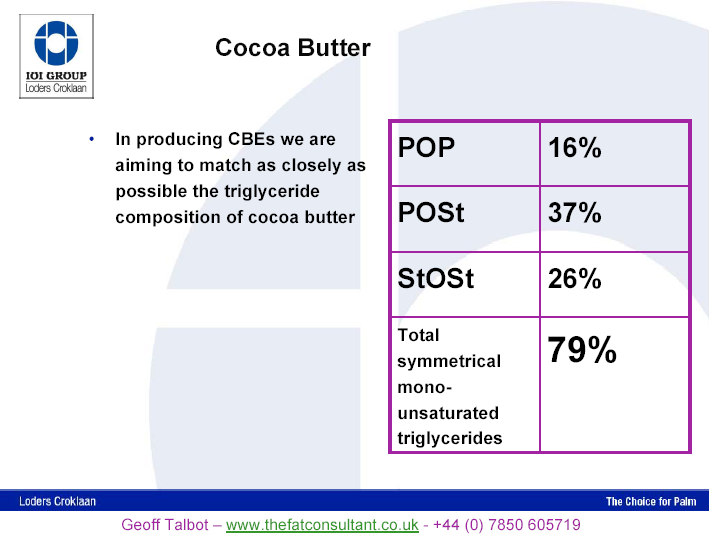 Cocoa Butter
IOI GROUP
Loders Croklaan
• In producing CBEs we are
aiming to match as closely as
possible the triglyceride
composition of cocoa butter
POP 16%
POSt 37%
StOSt 26%
Total
symmetrical
mono-
unsaturated
triglycerides
79%
Loders Croklaan
The Choice for Palm
Geoff Talbot – www.thefatconsultant.co.uk - +44 (0) 7850 605719